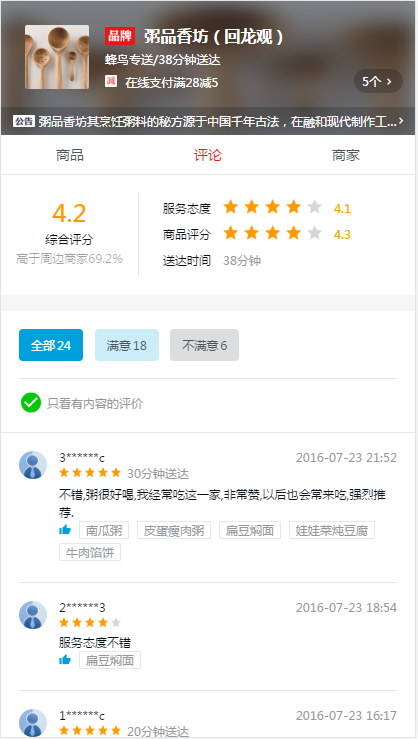 品牌 粥品香坊（回龙观）
蜂鸟专送/38分钟送达
减 在线支付满28减5
5个 >
公告 粥品香坊其烹饪粥料的秘方源于中国千年古法，在融和现代制作工... >
商品 评论 商家
4.2
综合评分
高于周边商家69.2%
服务态度 4.1
商品评分 4.3
送达时间 38分钟
全部24 满意18 不满意6
只看有内容的评价
3******c 2016-07-23 21:52
30分钟送达
不错,粥很好喝,我经常吃这一家,非常赞,以后也会常来吃,强烈推
荐.
南瓜粥 皮蛋瘦肉粥 扁豆焖面 娃娃菜炖豆腐
牛肉馅饼
2******3 2016-07-23 18:54
服务态度不错
扁豆焖面
1******c 2016-07-23 16:17
20分钟送达